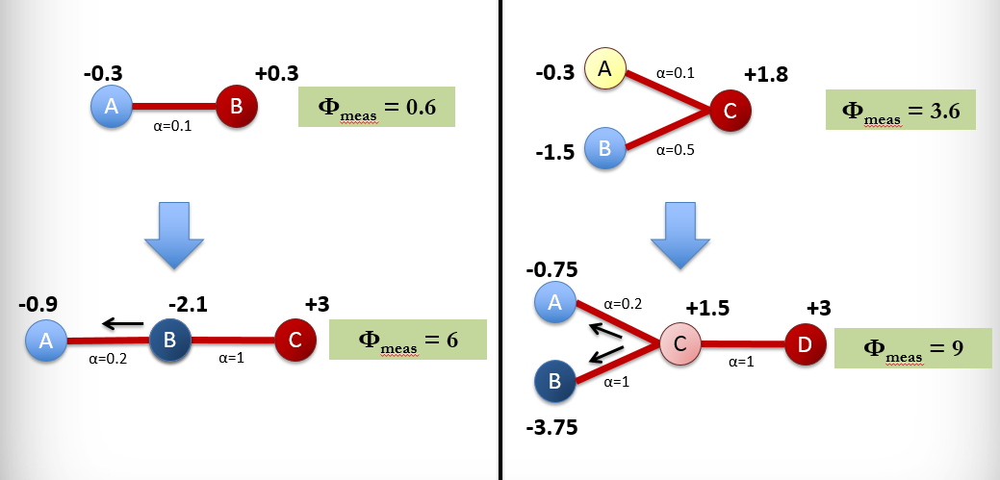 -0.3
+0.3
A
B
α=0.1
Φmeas = 0.6
-0.9
-2.1
+3
A
B
C
α=0.2
α=1
Φmeas = 6
-0.3
A
α=0.1
+1.8
C
-1.5
B
α=0.5
Φmeas = 3.6
-0.75
A
α=0.2
+1.5
+3
C
D
α=1
B
α=1
-3.75
Φmeas = 9